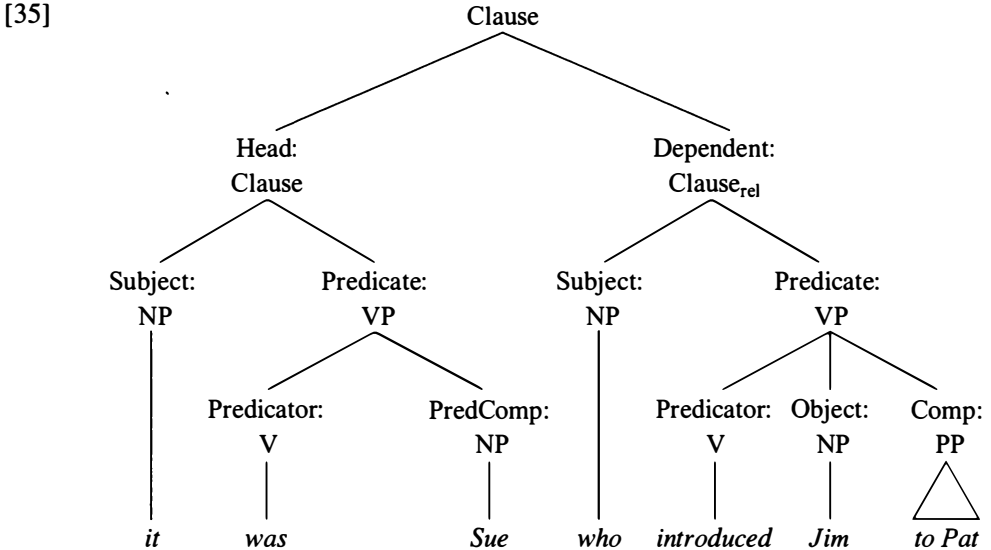 [35]
Clause
Head: Dependent:
Clause Clause_rel
Subject: Predicate: Subject: Predicate:
NP VP NP VP
Predicator: PredComp: Predicator: Object: Comp:
V NP V NP PP
it was Sue who introduced Jim to Pat